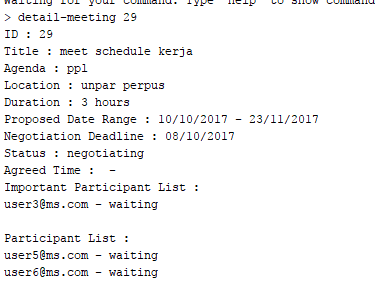 Waiting for your command. Type 'help' to show command
> detail-meeting 29
ID : 29
Title : meet schedule kerja
Agenda : ppl
Location : unpar perpus
Duration : 3 hours
Proposed Date Range : 10/10/2017 - 23/11/2017
Negotiation Deadline : 08/10/2017
Status : negotiating
Agreed Time :  -
Important Participant List :
user3@ms.com - waiting

Participant List :
user5@ms.com - waiting
user6@ms.com - waiting